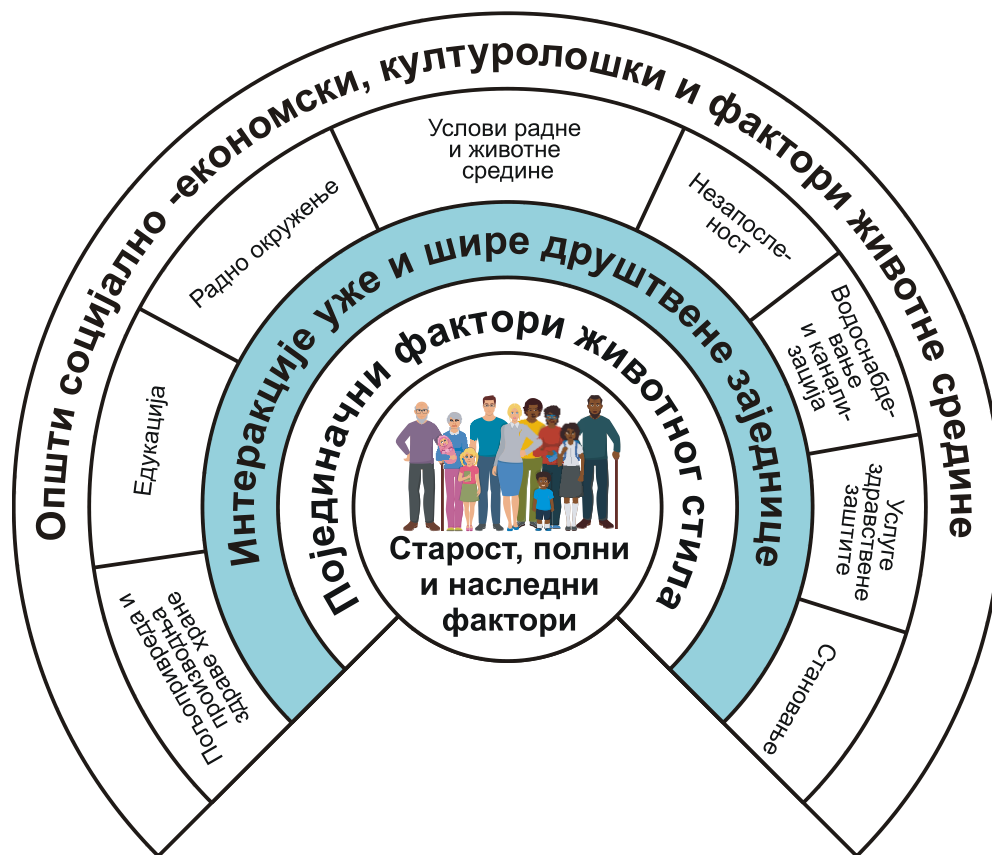 Општи социјално -економски, културолошки и фактори животне средине
Пољопривреда и
производња
здраве хране
Едукација
Радно окружење
Услови радне
и животне
средине
Незапосле-
ност
Водоснабде-
вање
и канали-
зација
Услуге
здравствене
заштите
Становање
Интеракције уже и шире друштвене заједнице
Појединачни фактори животног стила
Старост, полни
и наследни
фактори